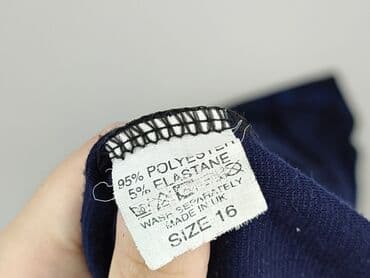 95% POLYESTER
5% ELASTANE
WASH SEPARATELY
MADE IN UK
SIZE 16